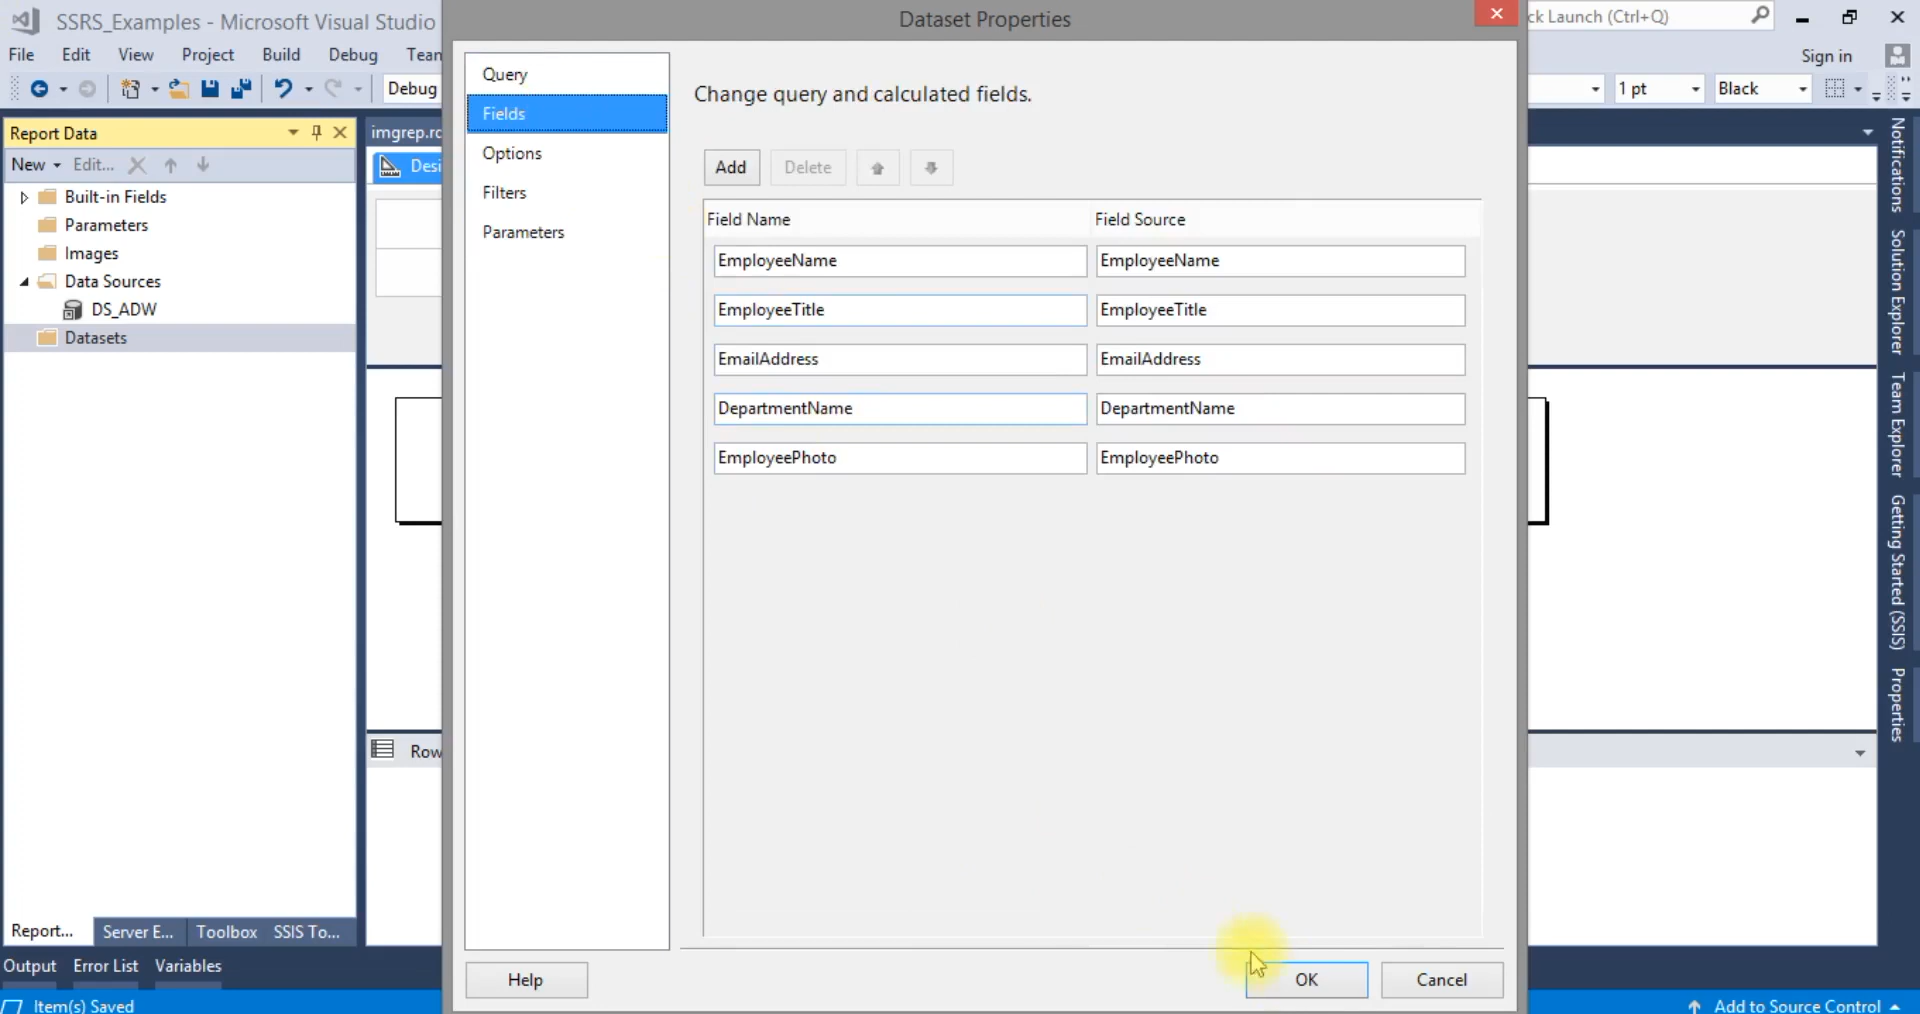 SSRS_Examples - Microsoft Visual Studio
Dataset Properties
ck Launch (Ctrl+Q)
File Edit View Project Build Debug Tean
Sign in
Debug
1 pt
Black
Report Data
New Edit...
Built-in Fields
Parameters
Images
Data Sources
DS_ADW
Datasets
imgrep.rc
Desi
Query
Fields
Options
Filters
Parameters
Change query and calculated fields.
Add Delete
Field Name Field Source
EmployeeName EmployeeName
EmployeeTitle EmployeeTitle
EmailAddress EmailAddress
DepartmentName DepartmentName
EmployeePhoto EmployeePhoto
Help
OK
Cancel
Notifications
Solution Explorer
Team Explorer
Getting Started (SSIS)
Properties
Row
Report... Server E... Toolbox SSIS To...
Output Error List Variables
Item(s) Saved
Add to Source Control